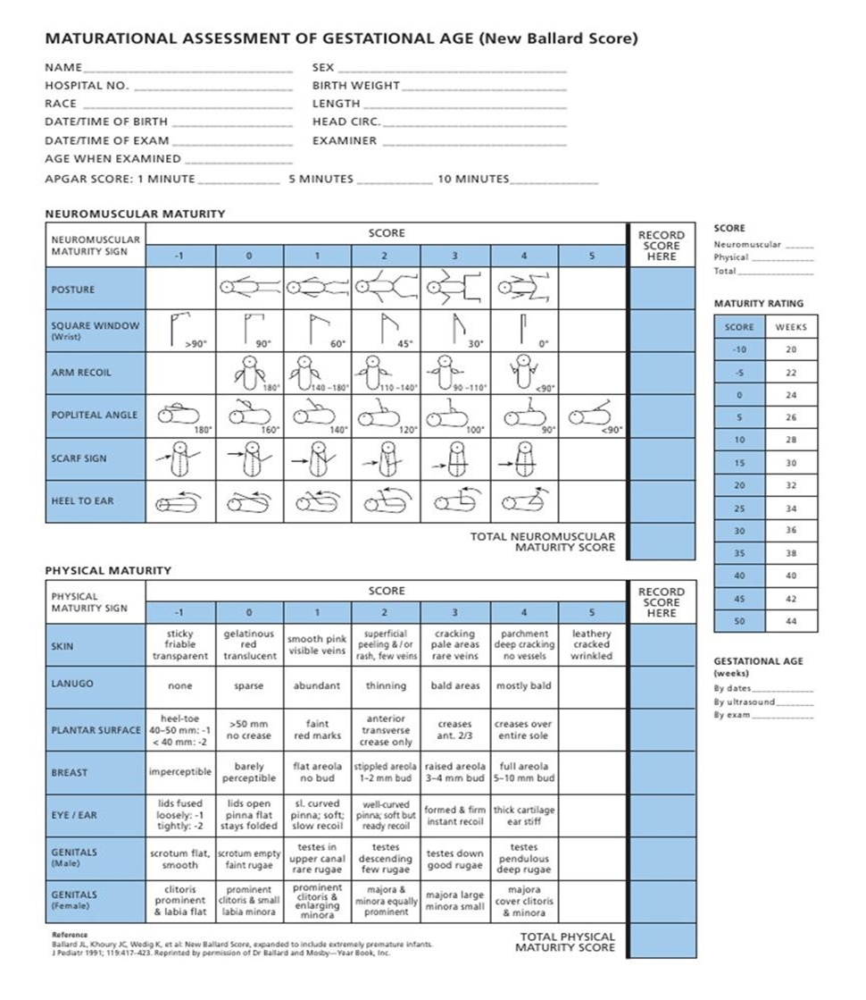 MATURATIONAL ASSESSMENT OF GESTATIONAL AGE (New Ballard Score)
NAME SEX
HOSPITAL NO. BIRTH WEIGHT
RACE LENGTH
DATE/TIME OF BIRTH HEAD CIRC.
DATE/TIME OF EXAM EXAMINER
AGE WHEN EXAMINED
APGAR SCORE: 1 MINUTE 5 MINUTES 10 MINUTES
NEUROMUSCULAR MATURITY
NEUROMUSCULAR
MATURITY SIGN
SCORE
RECORD
SCORE
HERE
-1 0 1 2 3 4 5
POSTURE
SQUARE WINDOW
(Wrist)
>90° 90° 60° 45° 30° 0°
ARM RECOIL
180° 140–180° 110–140° 90–110° <90°
POPLITEAL ANGLE
180° 160° 140° 120° 100° 90° <90°
SCARF SIGN
HEEL TO EAR
TOTAL NEUROMUSCULAR
MATURITY SCORE
PHYSICAL MATURITY
PHYSICAL
MATURITY SIGN
SCORE
RECORD
SCORE
HERE
-1 0 1 2 3 4 5
SKIN
sticky
friable
transparent
gelatinous
red
translucent
smooth pink
visible veins
superficial
peeling &/or
rash, few veins
cracking
pale areas
rare veins
parchment
deep cracking
no vessels
leathery
cracked
wrinkled
LANUGO
none
sparse
abundant
thinning
bald areas
mostly bald
PLANTAR SURFACE
heel-toe
40–50 mm: -1
< 40 mm: -2
>50 mm
no crease
faint
red marks
anterior
transverse
crease only
creases
ant. 2/3
creases over
entire sole
BREAST
imperceptible
barely
perceptible
flat areola
no bud
stippled areola
1–2 mm bud
raised areola
3–4 mm bud
full areola
5–10 mm bud
EYE / EAR
lids fused
loosely: -1
tightly: -2
lids open
pinna flat
stays folded
sl. curved
pinna; soft;
slow recoil
well-curved
pinna; soft but
ready recoil
formed & firm
instant recoil
thick cartilage
ear stiff
GENITALS
(Male)
scrotum flat,
smooth
scrotum empty
faint rugae
testes in
upper canal
rare rugae
testes
descending
few rugae
testes down
good rugae
testes
pendulous
deep rugae
GENITALS
(Female)
clitoris
prominent
& labia flat
prominent
clitoris & small
labia minora
prominent
clitoris &
enlarging
minora
majora &
minora equally
prominent
majora large
minora small
majora
cover clitoris
& minora
TOTAL PHYSICAL
MATURITY SCORE
Reference
Ballard JL, Khoury JC, Wedig K, et al: New Ballard Score, expanded to include extremely premature infants.
J Pediatr 1991; 119:417–423. Reprinted by permission of Dr Ballard and Mosby—Year Book, Inc.
SCORE
Neuromuscular
Physical
Total
MATURITY RATING
SCORE WEEKS
-10 20
-5 22
0 24
5 26
10 28
15 30
20 32
25 34
30 36
35 38
40 40
45 42
50 44
GESTATIONAL AGE
(weeks)
By dates
By ultrasound
By exam